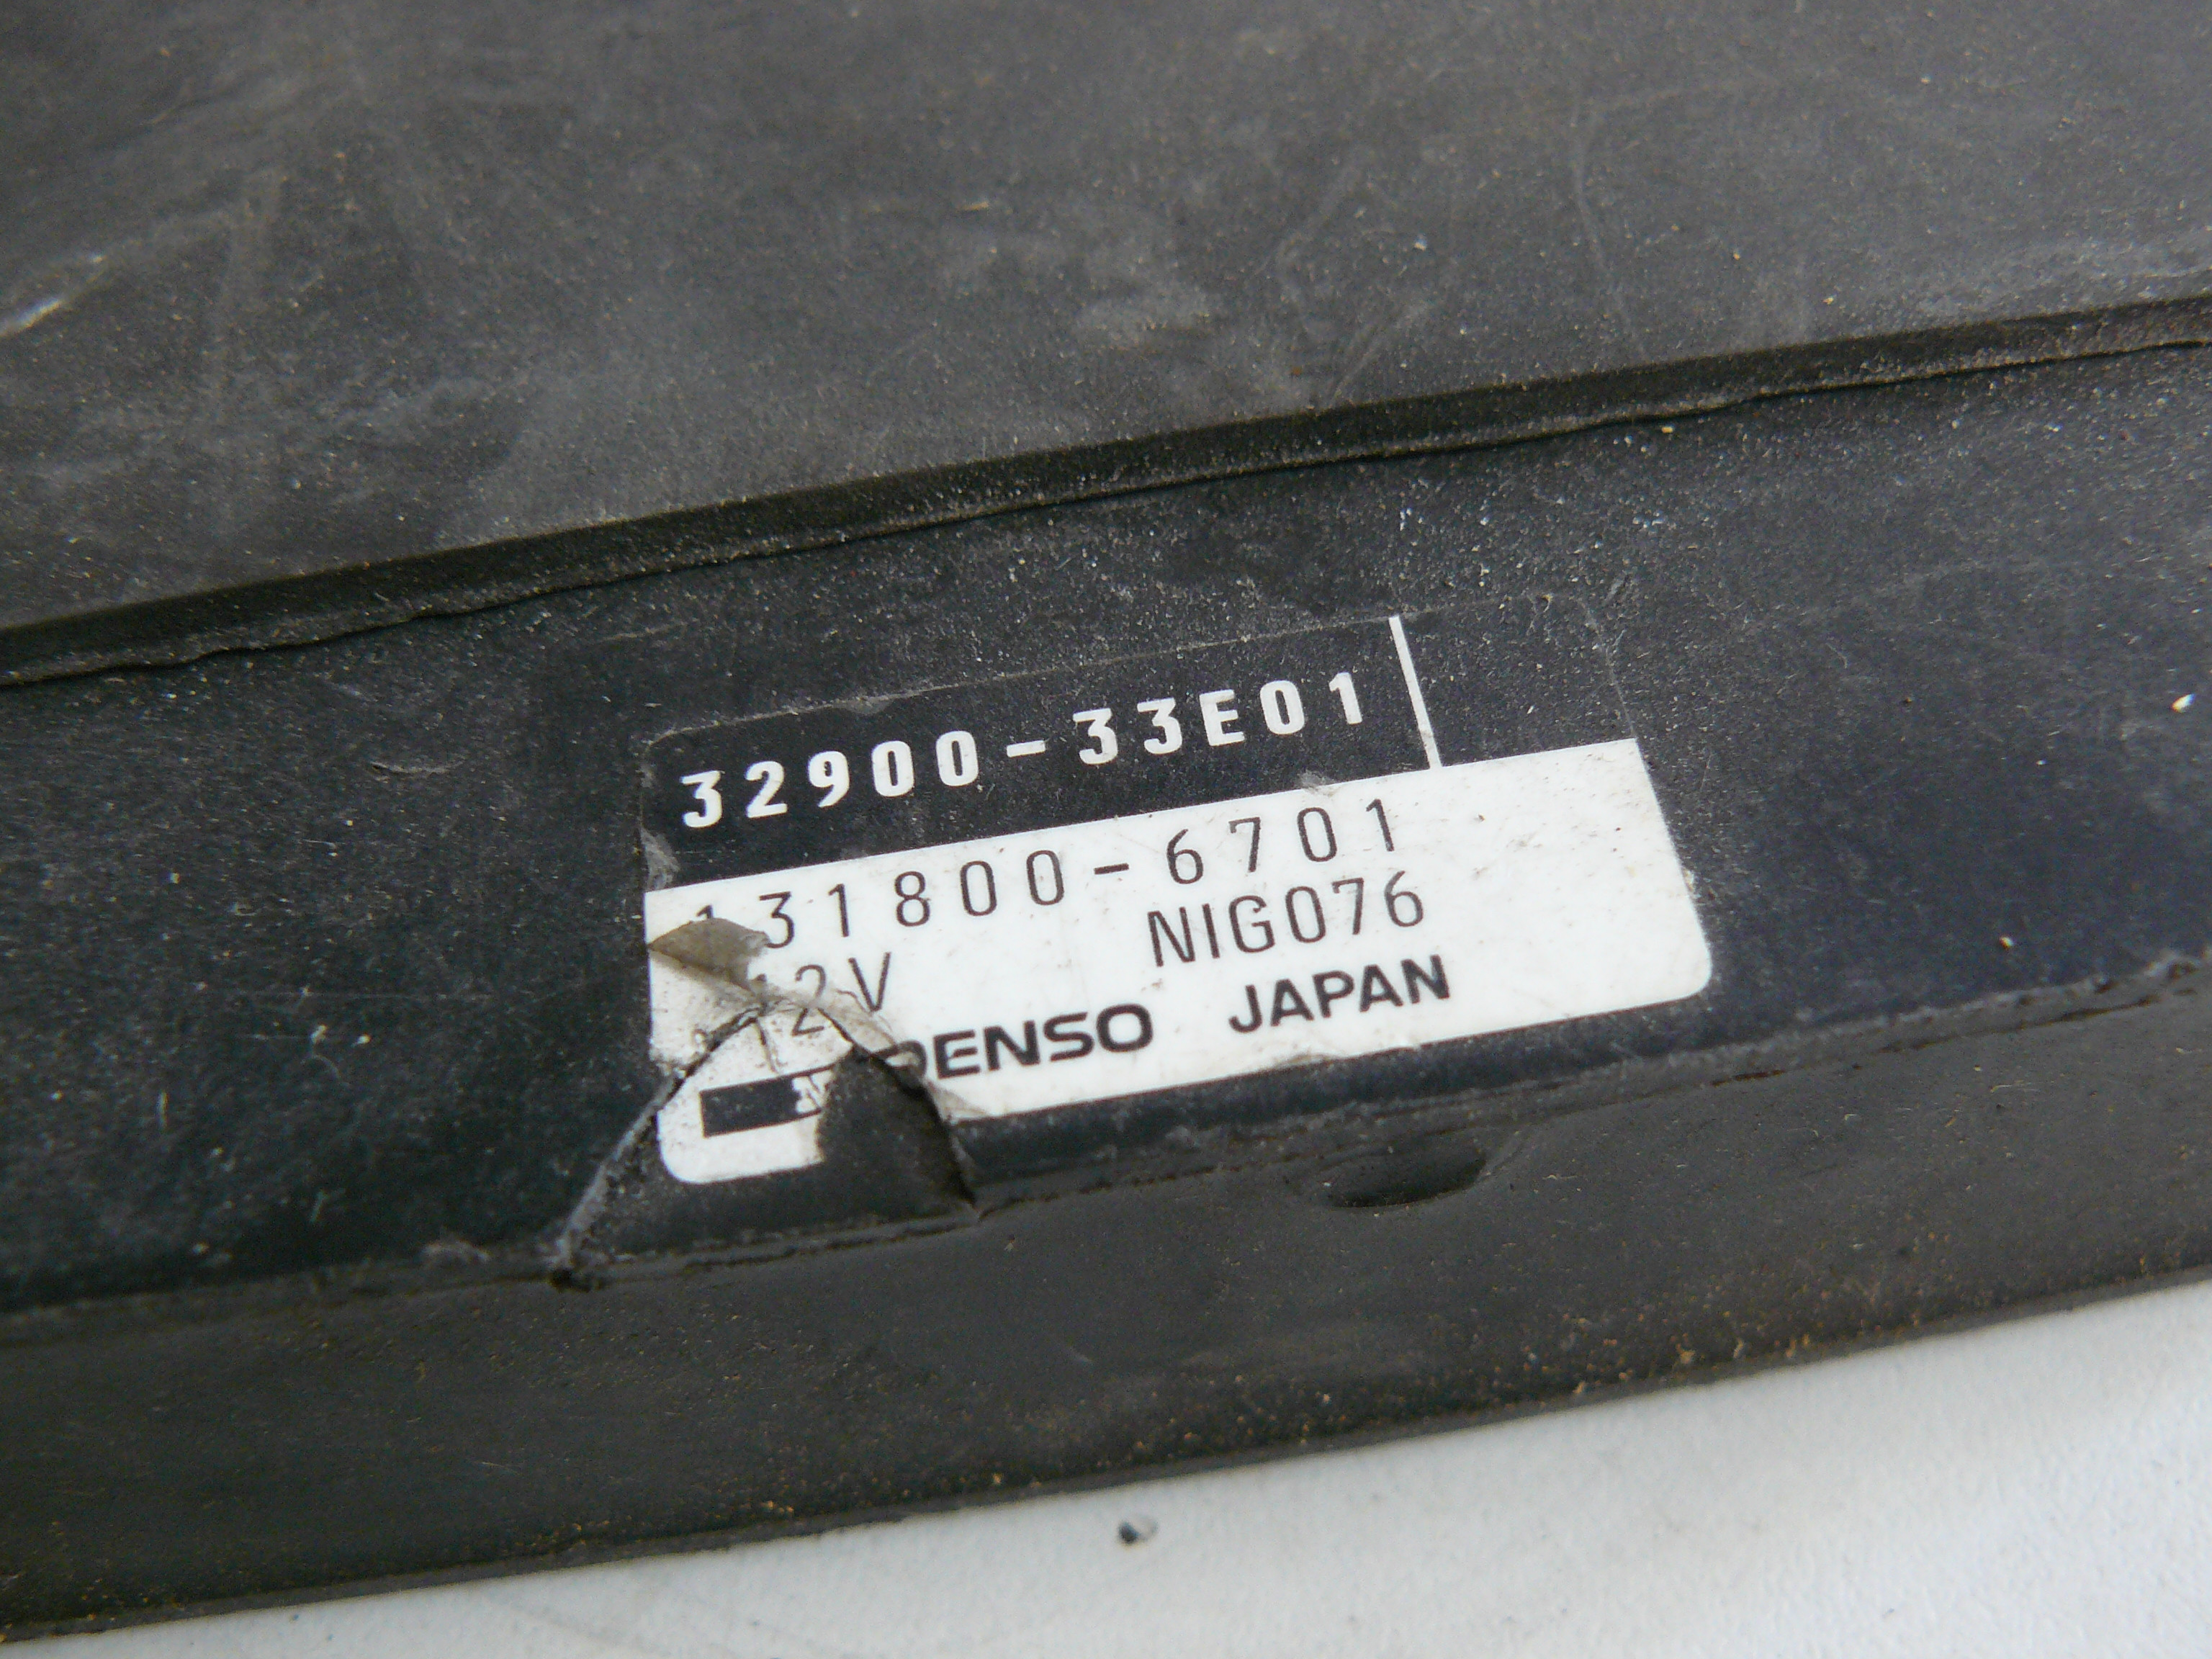 32900-33E01
131800-6701
12V NIG076
DENSO JAPAN